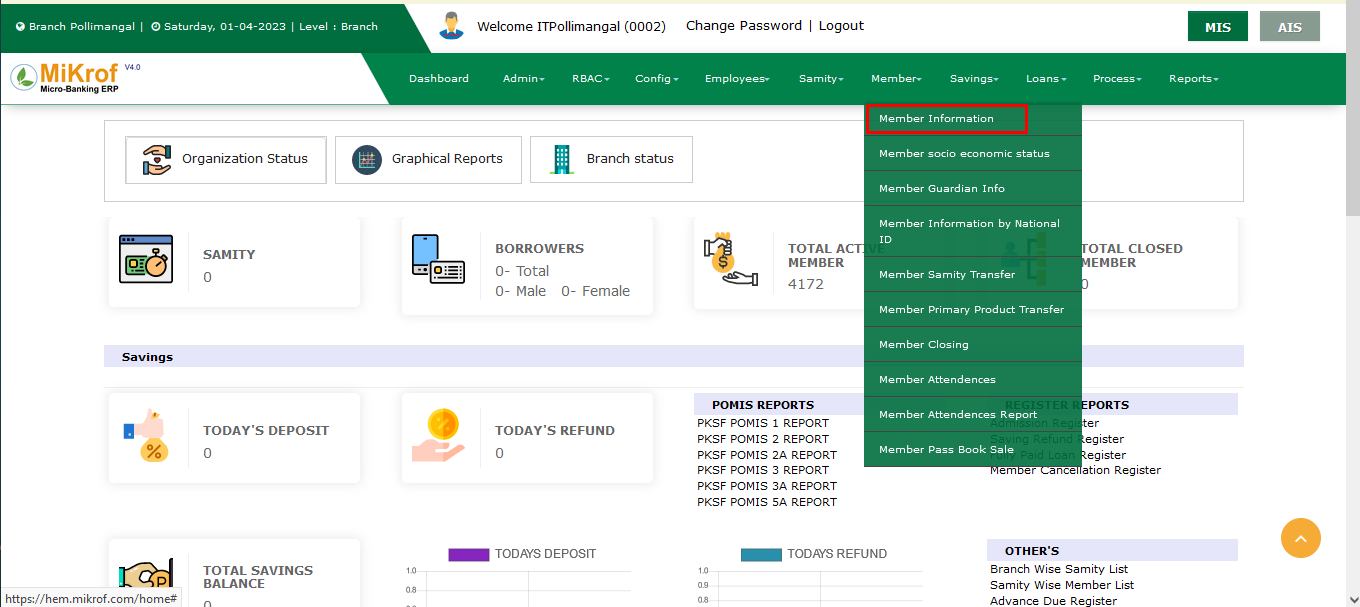 Branch Pollimangal | Saturday, 01-04-2023 | Level : Branch
Welcome ITPollimangal (0002)
Change Password | Logout
MIS
AIS
MiKrof V4.0
Micro-Banking ERP
Dashboard
Admin
RBAC
Config
Employees
Samity
Member
Savings
Loans
Process
Reports
Member Information
Member socio economic status
Member Guardian Info
Member Information by National
ID
Member Samity Transfer
Member Primary Product Transfer
Member Closing
Member Attendences
Member Attendences Report
Member Pass Book Sale
Organization Status
Graphical Reports
Branch status
SAMITY
0
BORROWERS
0- Total
0- Male 0- Female
TOTAL ACTIVE
MEMBER
4172
TOTAL CLOSED
MEMBER
0
Savings
TODAY'S DEPOSIT
0
TODAY'S REFUND
0
POMIS REPORTS
PKSF POMIS 1 REPORT
PKSF POMIS 2 REPORT
PKSF POMIS 2A REPORT
PKSF POMIS 3 REPORT
PKSF POMIS 3A REPORT
PKSF POMIS 5A REPORT
REGISTER REPORTS
Admission Register
Saving Refund Register
Fully Paid Loan Register
Member Cancellation Register
TOTAL SAVINGS
BALANCE
0
TODAYS DEPOSIT
1.0
0.8
TODAYS REFUND
1.0
0.9
0.8
OTHER'S
Branch Wise Samity List
Samity Wise Member List
Advance Due Register
https://hem.mikrof.com/home#